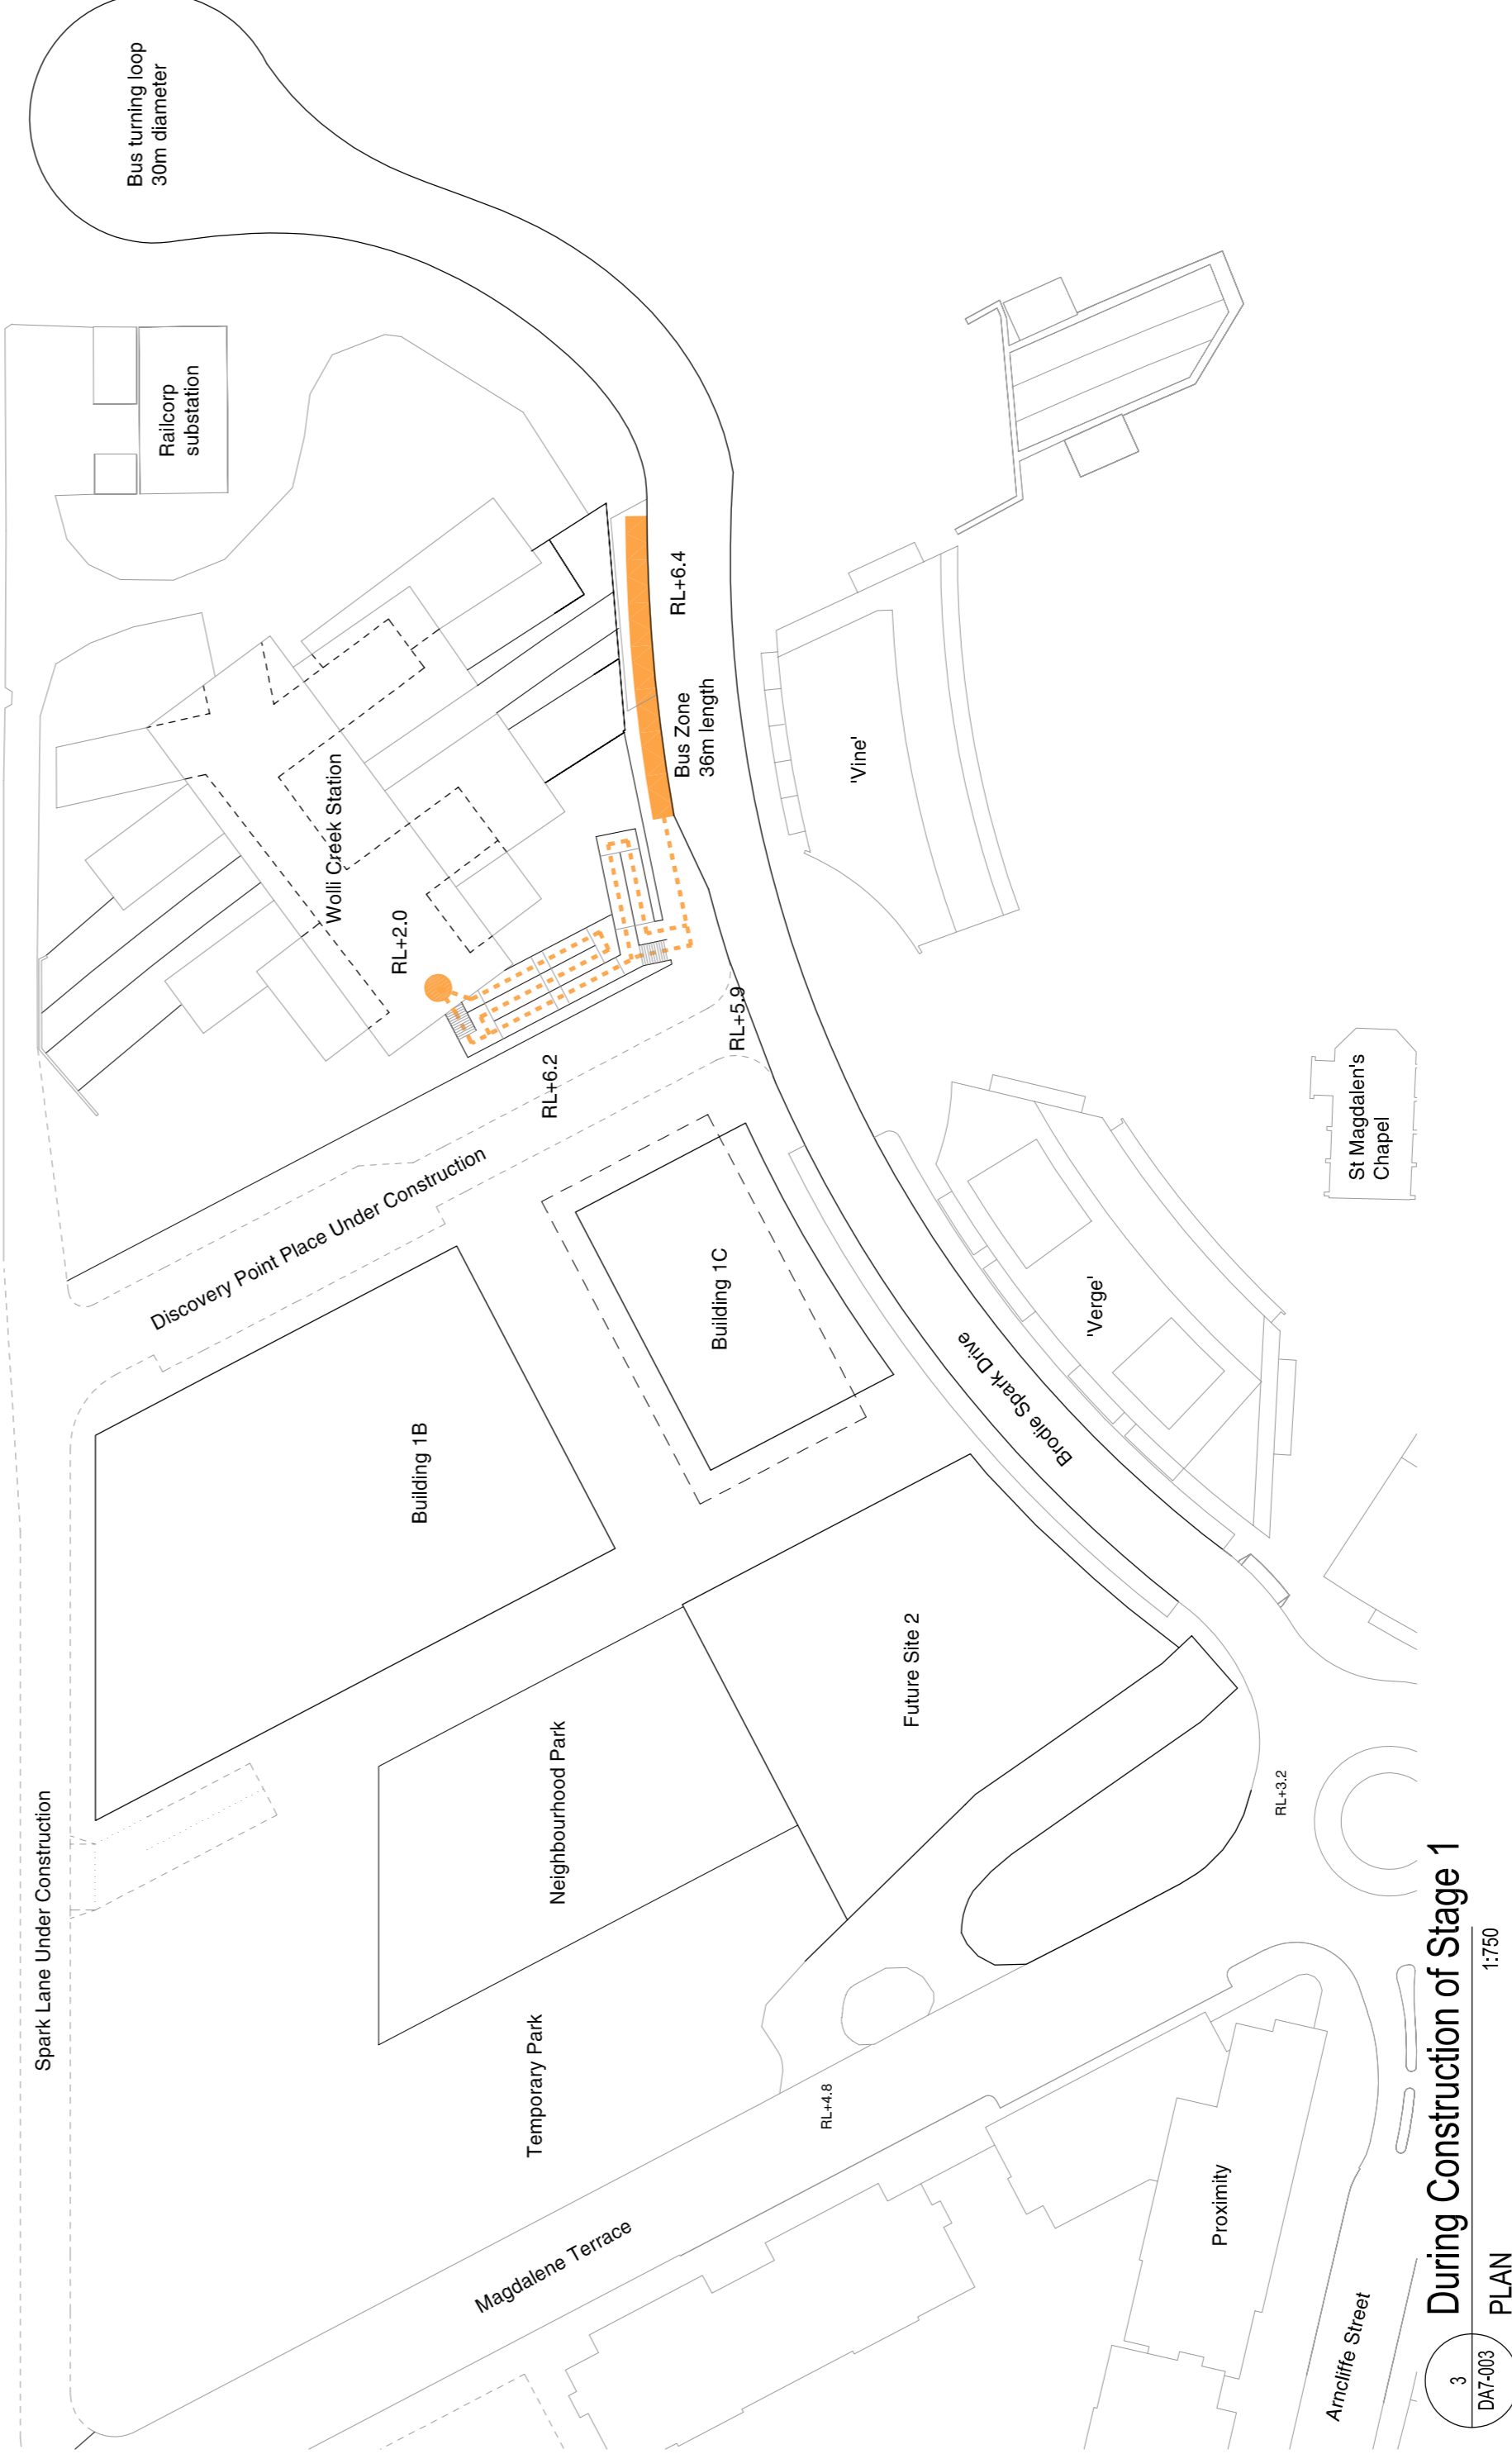 Spark Lane Under Construction
Magdalene Terrace
Temporary Park
Neighbourhood Park
Building 1B
Discovery Point Place Under Construction
RL+6.2
RL+2.0
Wolli Creek Station
Railcorp
substation
Bus turning loop
30m diameter
RL+4.8
Future Site 2
Building 1C
RL+5.9
Bus Zone
36m length
RL+6.4
Brodie Spark Drive
'Vine'
'Verge'
Proximity
RL+3.2
Arncliffe Street
St Magdalen's
Chapel
3
DA7-003
During Construction of Stage 1
PLAN
1:750